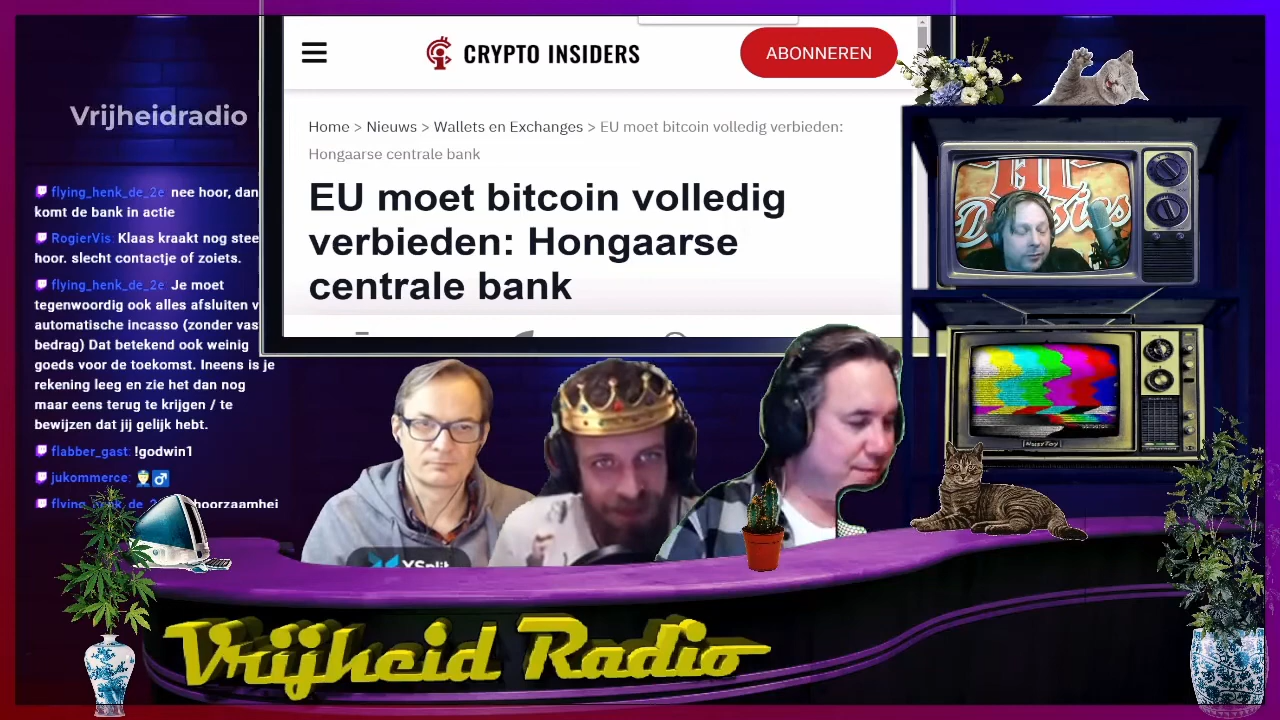 CRYPTO INSIDERS
ABONNEREN
Home > Nieuws > Wallets en Exchanges > EU moet bitcoin volledig verbieden:
Hongaarse centrale bank
EU moet bitcoin volledig
verbieden: Hongaarse
centrale bank
Vrijheidradio
flying_henk_de_2e nee hoor, dan
komt de bank in actie
RogierVis: Klaas kraakt nog stee
hoor. slecht contactje of zoiets.
flying_henk_de_2e Je moet
tegenwoordig ook alles afsluiten v
automatische incasso (zonder vas
bedrag) Dat betekend ook weinig
goeds voor de toekomst. Ineens is je
rekening leeg en zie het dan nog
maar eens terug te krijgen / te
bewijzen dat jij gelijk hebt.
flabber_gast: !godwin1
jukommerce:
flying_henk_de
hoorzaamhei
XSplit
Vrijheid Radio